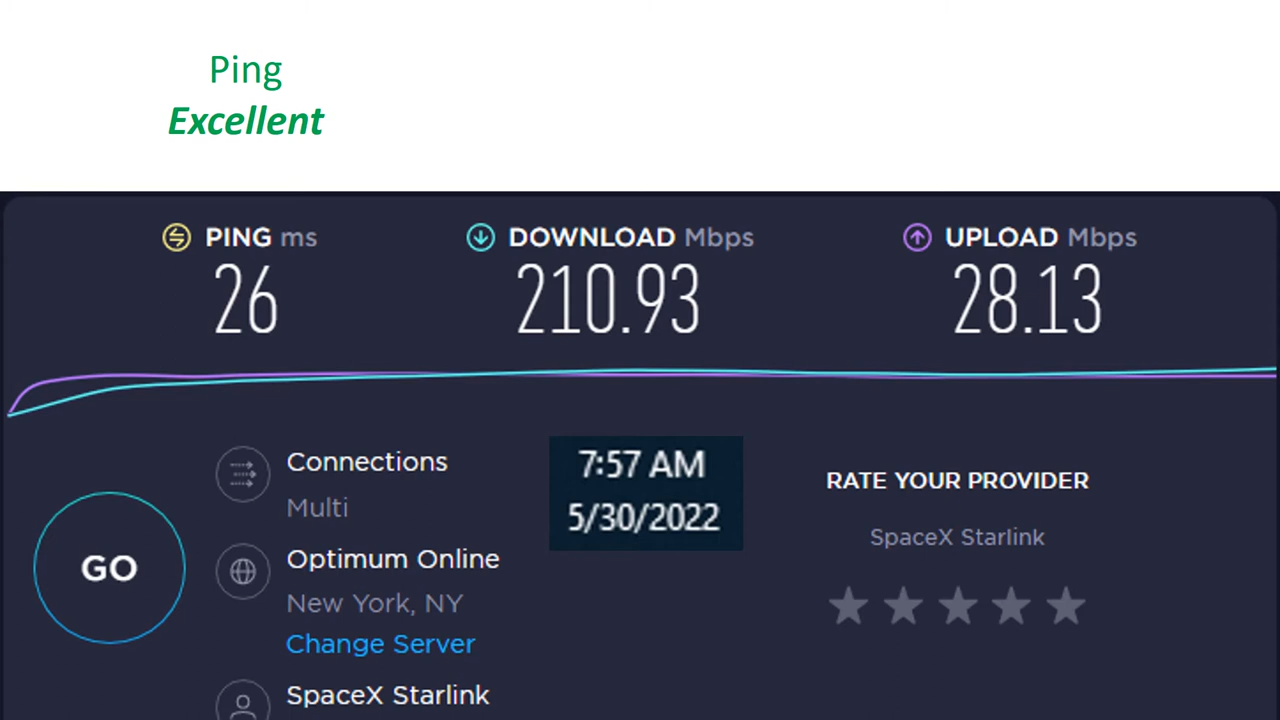 Ping
Excellent
PING ms
DOWNLOAD Mbps
UPLOAD Mbps
26
210.93
28.13
Connections
Multi
7:57 AM
5/30/2022
RATE YOUR PROVIDER
SpaceX Starlink
GO
Optimum Online
New York, NY
Change Server
SpaceX Starlink